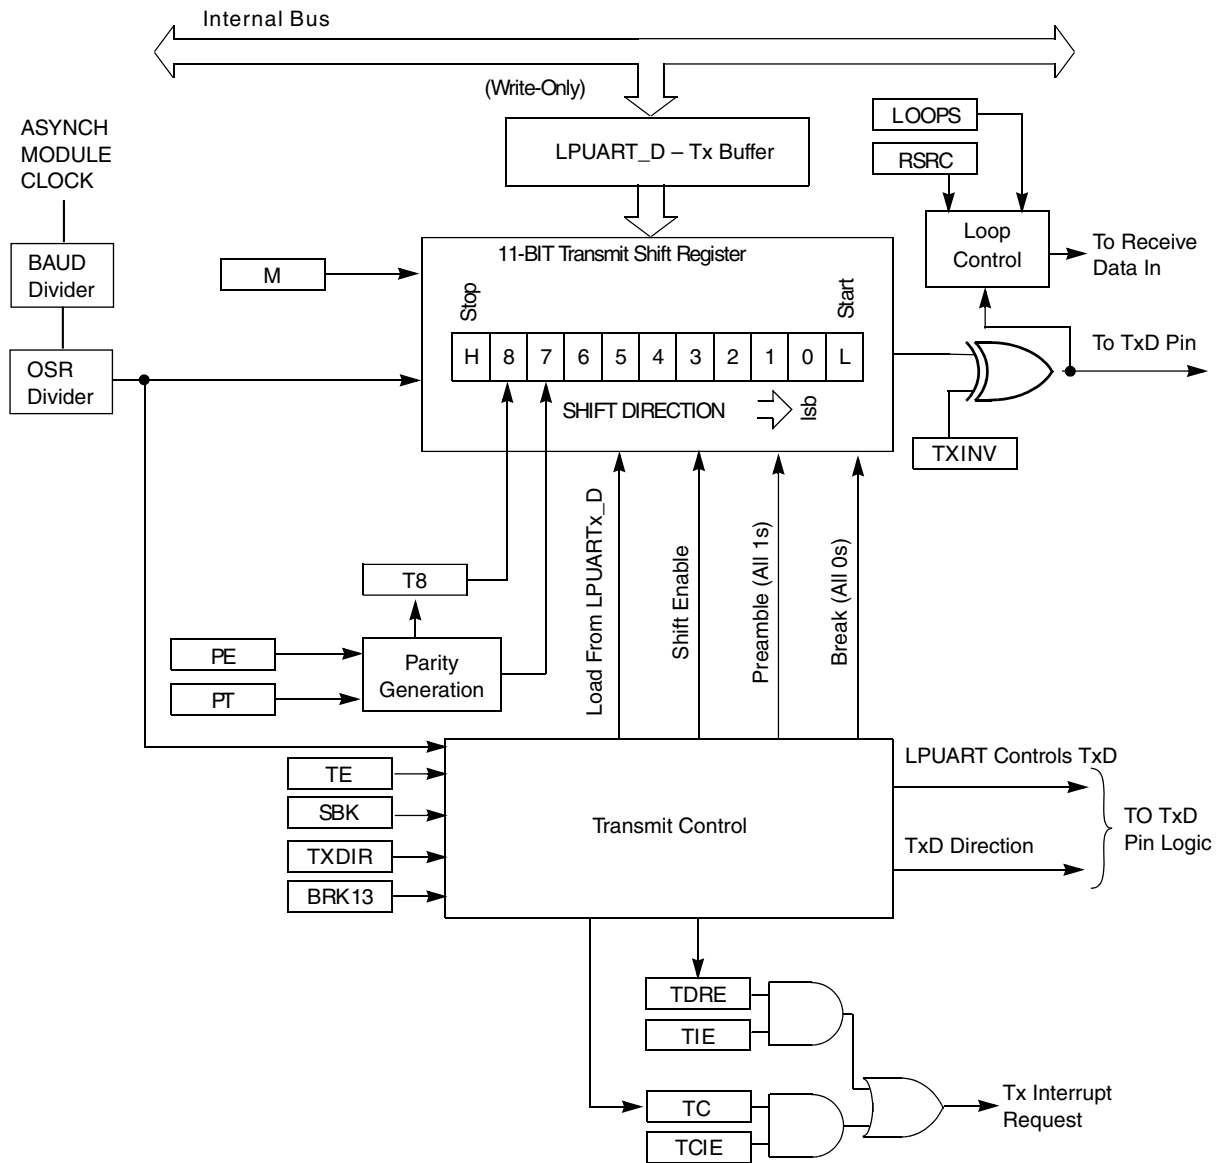 Internal Bus
(Write-Only)
LPUART_D – Tx Buffer
ASYNCH
MODULE
CLOCK
BAUD
Divider
OSR
Divider
M
11-BIT Transmit Shift Register
Stop
Start
H 8 7 6 5 4 3 2 1 0 L
SHIFT DIRECTION
lsb
LOOPS
RSRC
Loop
Control
To Receive
Data In
To TxD Pin
TXINV
T8
PE
PT
Parity
Generation
Load From LPUARTx_D
Shift Enable
Preamble (All 1s)
Break (All 0s)
TE
SBK
TXDIR
BRK13
Transmit Control
LPUART Controls TxD
TxD Direction
TO TxD
Pin Logic
TDRE
TIE
TC
TCIE
Tx Interrupt
Request